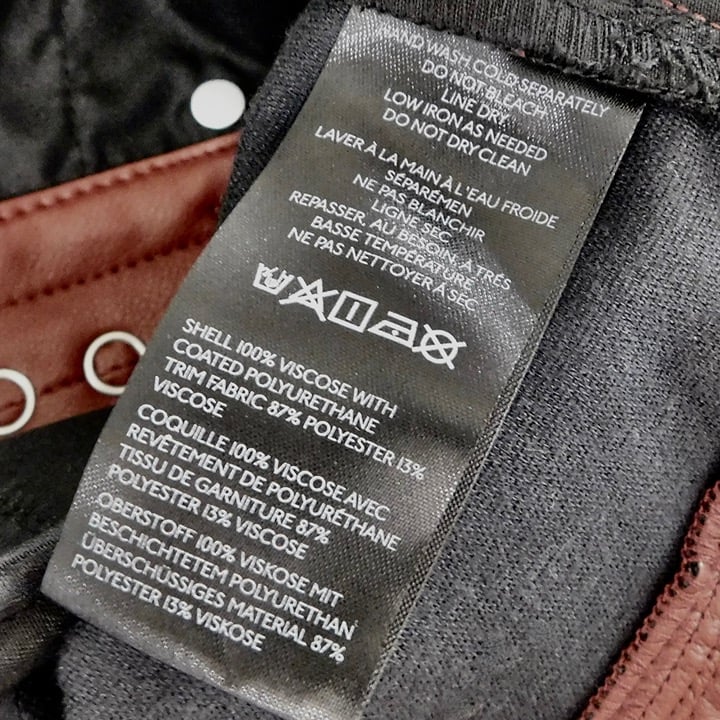 HAND WASH COLD SEPARATELY
DO NOT BLEACH
LINE DRY
LOW IRON AS NEEDED
DO NOT DRY CLEAN
LAVER À LA MAIN À L'EAU FROIDE
SÉPARÉMEN
NE PAS BLANCHIR
LIGNE SEC
REPASSER, AU BESOIN, À TRÉS
BASSE TEMPÉRATURE
NE PAS NETTOYER À SEC
SHELL 100% VISCOSE WITH
COATED POLYURETHANE
TRIM FABRIC 87% POLYESTER 13%
VISCOSE
COQUILLE 100% VISCOSE AVEC
REVÊTEMENT DE POLYURÉTHANE
TISSU DE GARNITURE 87%
POLYESTER 13% VISCOSE
OBERSTOFF 100% VISKOSE MIT
BESCHICHTETEM POLYURETHAN
ÜBERSCHÜSSIGES MATERIAL 87%
POLYESTER 13% VISKOSE